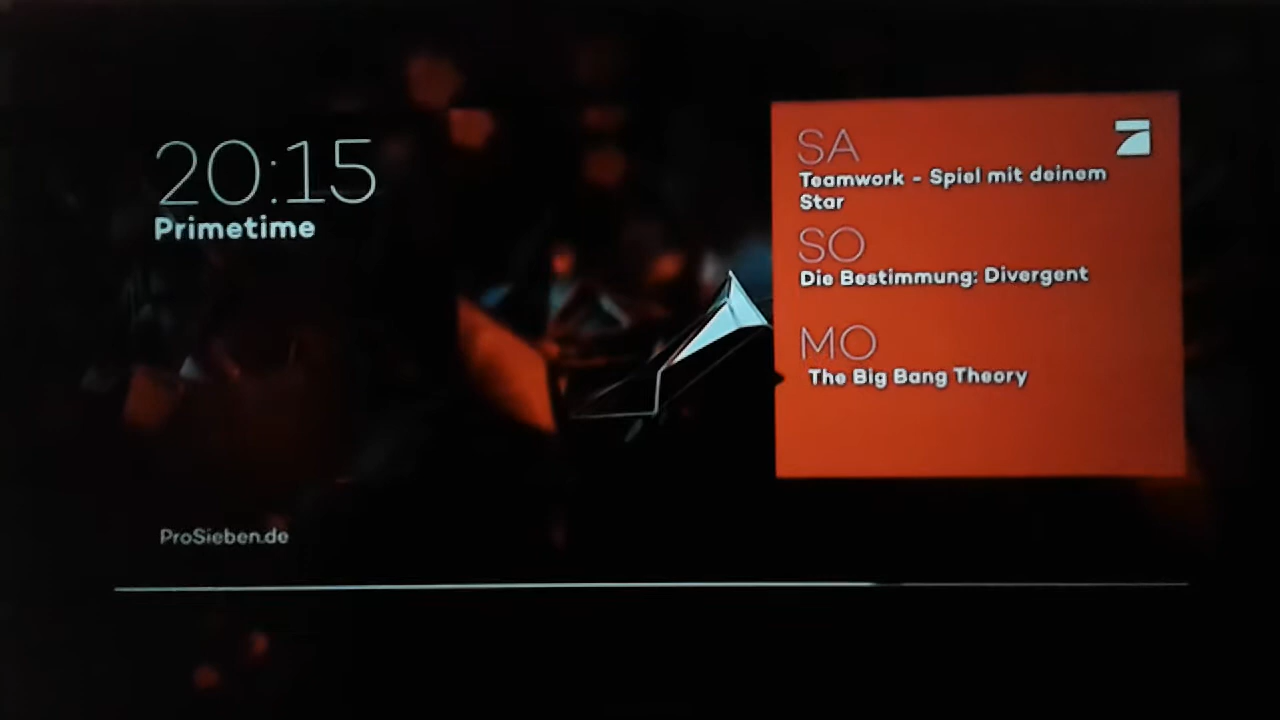 20:15
Primetime
SA
Teamwork - Spiel mit deinem
Star
SO
Die Bestimmung: Divergent
MO
The Big Bang Theory
ProSieben.de